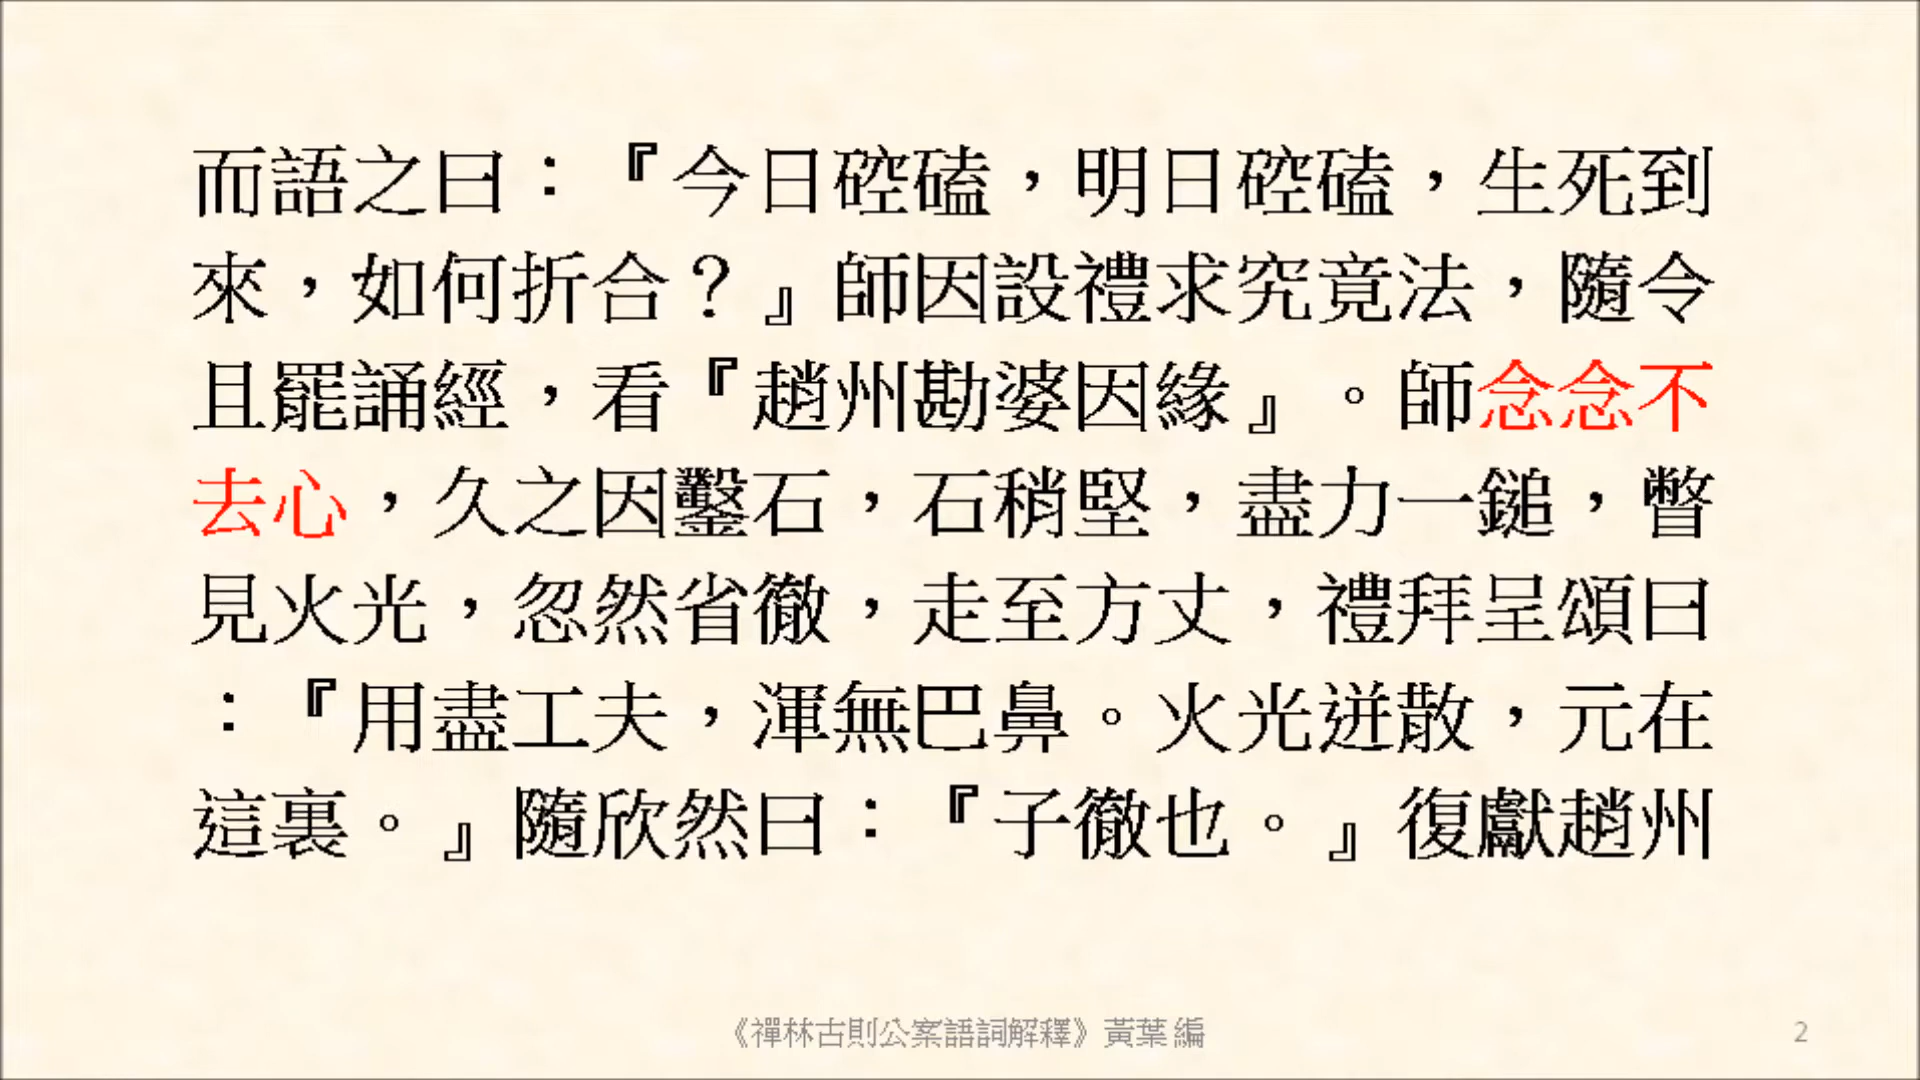 而語之曰：『今日硿磕，明日硿磕，生死到
來，如何折合？』師因設禮求究竟法，隨令
且罷誦經，看『趙州勘婆因緣』。師念念不
去心，久之因鑿石，石稍堅，盡力一鎚，瞥
見火光，忽然省徹，走至方丈，禮拜呈頌曰
：『用盡工夫，渾無巴鼻。火光迸散，元在
這裏。』隨欣然曰：『子徹也。』復獻趙州
《禪林古則公案語詞解釋》黃葉 編
2